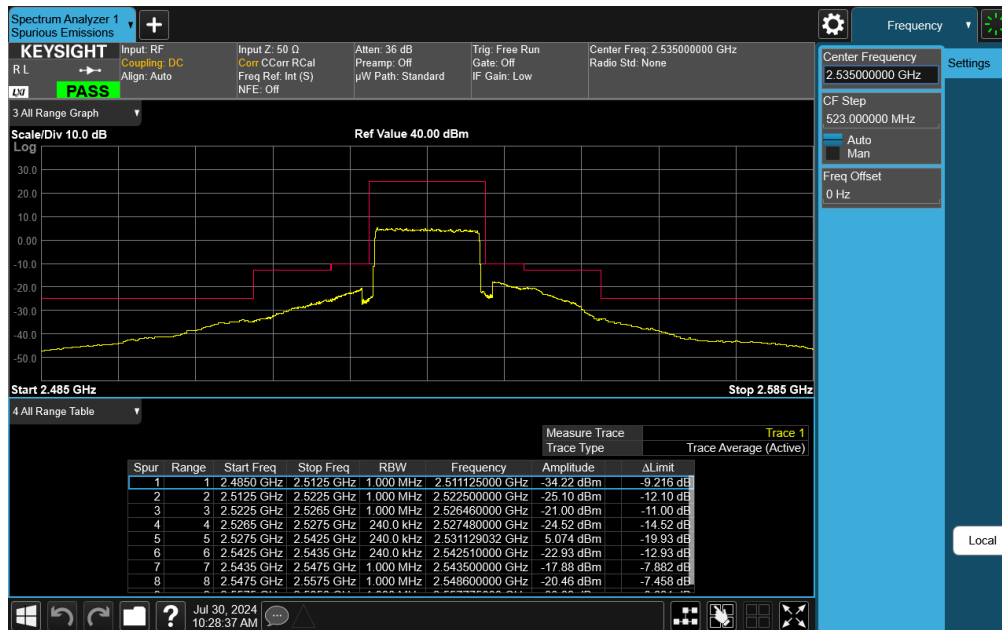 Spectrum Analyzer 1
Spurious Emissions
Frequency
KEYSIGHT
R L
LXI
PASS
Input: RF
Coupling: DC
Align: Auto
Input Z: 50 Ω
Corr CCorr RCal
Freq Ref: Int (S)
NFE: Off
Atten: 36 dB
Preamp: Off
µW Path: Standard
Trig: Free Run
Gate: Off
IF Gain: Low
Center Freq: 2.535000000 GHz
Radio Std: None
Center Frequency
2.535000000 GHz
Settings
CF Step
523.000000 MHz
Auto
Man
Freq Offset
0 Hz
3 All Range Graph
Scale/Div 10.0 dB
Ref Value 40.00 dBm
Log
30.0
20.0
10.0
0.00
-10.0
-20.0
-30.0
-40.0
-50.0
Start 2.485 GHz
Stop 2.585 GHz
4 All Range Table
Measure Trace Trace 1
Trace Type Trace Average (Active)
Spur Range Start Freq Stop Freq RBW Frequency Amplitude ΔLimit
1 1 2.4850 GHz 2.5125 GHz 1.000 MHz 2.511125000 GHz -34.22 dBm -9.216 dB
2 2 2.5125 GHz 2.5225 GHz 1.000 MHz 2.522500000 GHz -25.10 dBm -12.10 dB
3 3 2.5225 GHz 2.5265 GHz 1.000 MHz 2.526460000 GHz -21.00 dBm -11.00 dB
4 4 2.5265 GHz 2.5275 GHz 240.0 kHz 2.527480000 GHz -24.52 dBm -14.52 dB
5 5 2.5275 GHz 2.5425 GHz 240.0 kHz 2.531129032 GHz 5.074 dBm -19.93 dB
6 6 2.5425 GHz 2.5435 GHz 240.0 kHz 2.542510000 GHz -22.93 dBm -12.93 dB
7 7 2.5435 GHz 2.5475 GHz 1.000 MHz 2.543500000 GHz -17.88 dBm -7.882 dB
8 8 2.5475 GHz 2.5575 GHz 1.000 MHz 2.548600000 GHz -20.46 dBm -7.458 dB
Local
?
Jul 30, 2024
10:28:37 AM